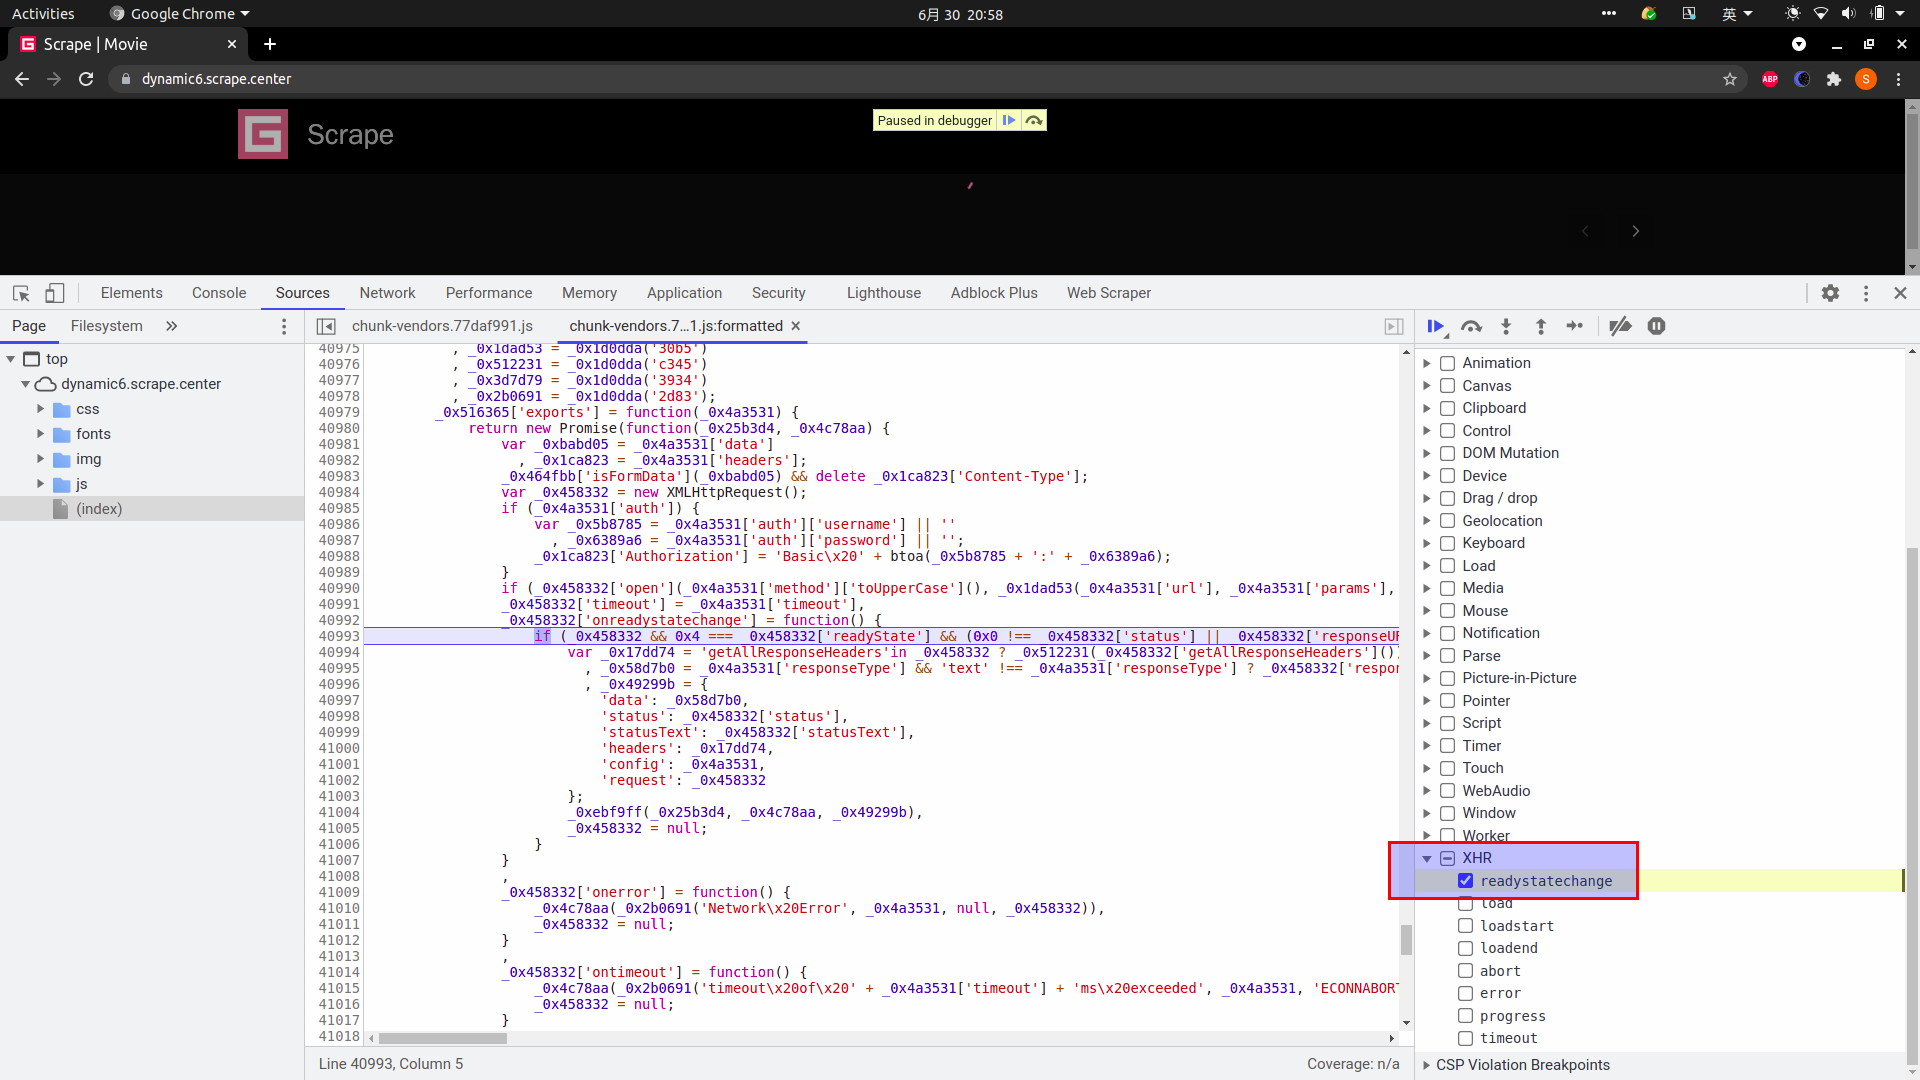 Activities
Google Chrome
6月 30 20:58
英
Scrape | Movie
dynamic6.scrape.center
ABP
S
G
Scrape
Paused in debugger
Elements
Console
Sources
Network
Performance
Memory
Application
Security
Lighthouse
Adblock Plus
Web Scraper
Page
Filesystem
chunk-vendors.77daf991.js
chunk-vendors.7...1.js:formatted
top
dynamic6.scrape.center
css
fonts
img
js
(index)
40975 , _0x1dad53 = _0x1d0dda('30b5')
40976 , _0x512231 = _0x1d0dda('c345')
40977 , _0x3d7d79 = _0x1d0dda('3934')
40978 , _0x2b0691 = _0x1d0dda('2d83');
40979 _0x516365['exports'] = function(_0x4a3531) {
40980 return new Promise(function(_0x25b3d4, _0x4c78aa) {
40981 var _0xbabd05 = _0x4a3531['data']
40982 , _0x1ca823 = _0x4a3531['headers'];
40983 _0x464fbb['isFormData'](_0xbabd05) && delete _0x1ca823['Content-Type'];
40984 var _0x458332 = new XMLHttpRequest();
40985 if (_0x4a3531['auth']) {
40986 var _0x5b8785 = _0x4a3531['auth']['username'] || ''
40987 , _0x6389a6 = _0x4a3531['auth']['password'] || '';
40988 _0x1ca823['Authorization'] = 'Basic\x20' + btoa(_0x5b8785 + ':' + _0x6389a6);
40989 }
40990 if (_0x458332['open'](_0x4a3531['method']['toUpperCase'](), _0x1dad53(_0x4a3531['url'], _0x4a3531['params'],
40991 _0x458332['timeout'] = _0x4a3531['timeout'],
40992 _0x458332['onreadystatechange'] = function() {
40993 if (_0x458332 && 0x4 === _0x458332['readyState'] && (0x0 !== _0x458332['status'] || _0x458332['responseUR
40994 var _0x17dd74 = 'getAllResponseHeaders'in _0x458332 ? _0x512231(_0x458332['getAllResponseHeaders']()
40995 , _0x58d7b0 = _0x4a3531['responseType'] && 'text' !== _0x4a3531['responseType'] ? _0x458332['respon
40996 , _0x49299b = {
40997 'data': _0x58d7b0,
40998 'status': _0x458332['status'],
40999 'statusText': _0x458332['statusText'],
41000 'headers': _0x17dd74,
41001 'config': _0x4a3531,
41002 'request': _0x458332
41003 };
41004 _0xebf9ff(_0x25b3d4, _0x4c78aa, _0x49299b),
41005 _0x458332 = null;
41006 }
41007 }
41008 ,
41009 _0x458332['onerror'] = function() {
41010 _0x4c78aa(_0x2b0691('Network\x20Error', _0x4a3531, null, _0x458332)),
41011 _0x458332 = null;
41012 }
41013 ,
41014 _0x458332['ontimeout'] = function() {
41015 _0x4c78aa(_0x2b0691('timeout\x20of\x20' + _0x4a3531['timeout'] + 'ms\x20exceeded', _0x4a3531, 'ECONNABORT
41016 _0x458332 = null;
41017 }
41018
Line 40993, Column 5
Coverage: n/a
Animation
Canvas
Clipboard
Control
DOM Mutation
Device
Drag / drop
Geolocation
Keyboard
Load
Media
Mouse
Notification
Parse
Picture-in-Picture
Pointer
Script
Timer
Touch
WebAudio
Window
Worker
XHR
readystatechange
load
loadstart
loadend
abort
error
progress
timeout
CSP Violation Breakpoints